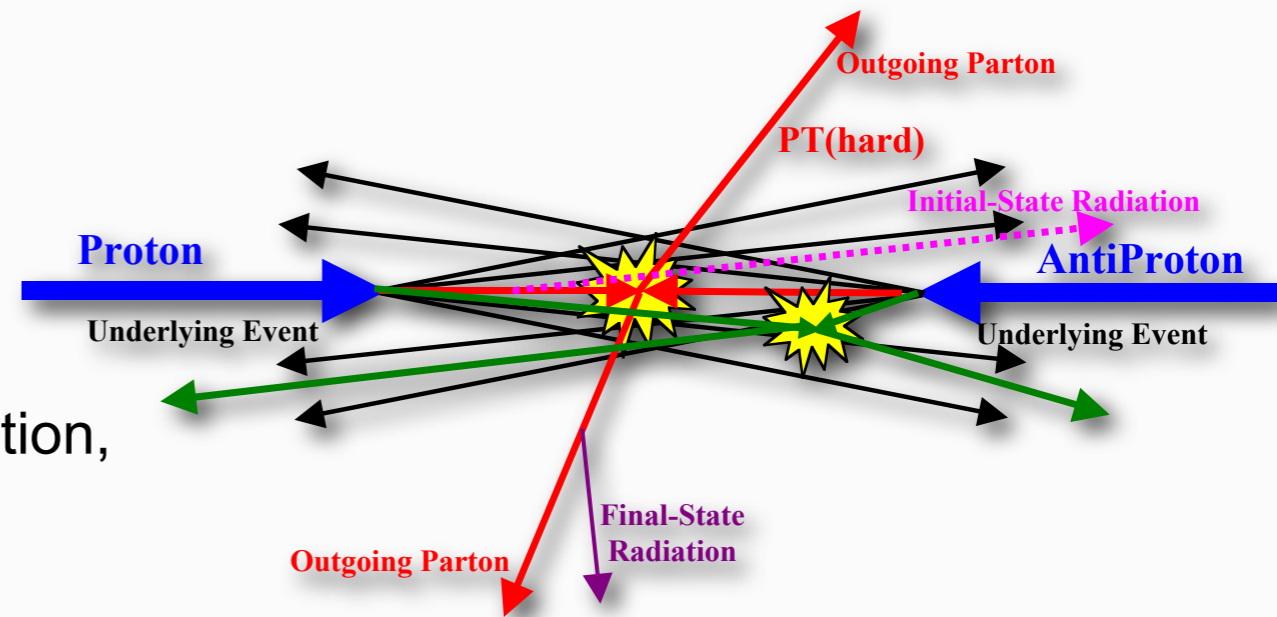 Outgoing Parton
PT(hard)
Initial-State Radiation
Proton
AntiProton
Underlying Event
Underlying Event
tion,
Final-State
Radiation
Outgoing Parton